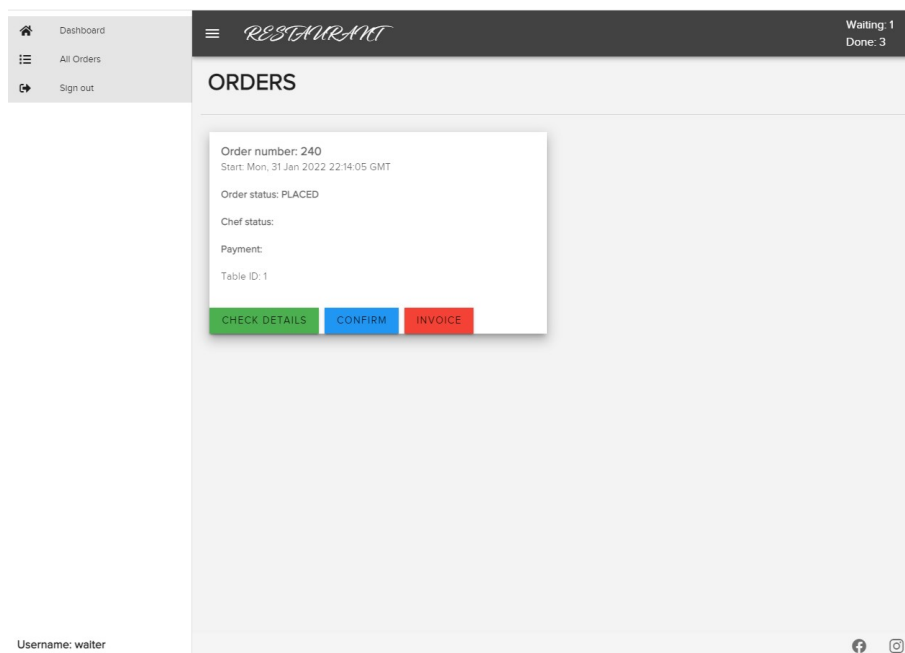 Dashboard
All Orders
Sign out
RESTAURANT
Waiting: 1
Done: 3
ORDERS
Order number: 240
Start: Mon, 31 Jan 2022 22:14:05 GMT
Order status: PLACED
Chef status:
Payment:
Table ID: 1
CHECK DETAILS CONFIRM INVOICE
Username: waiter